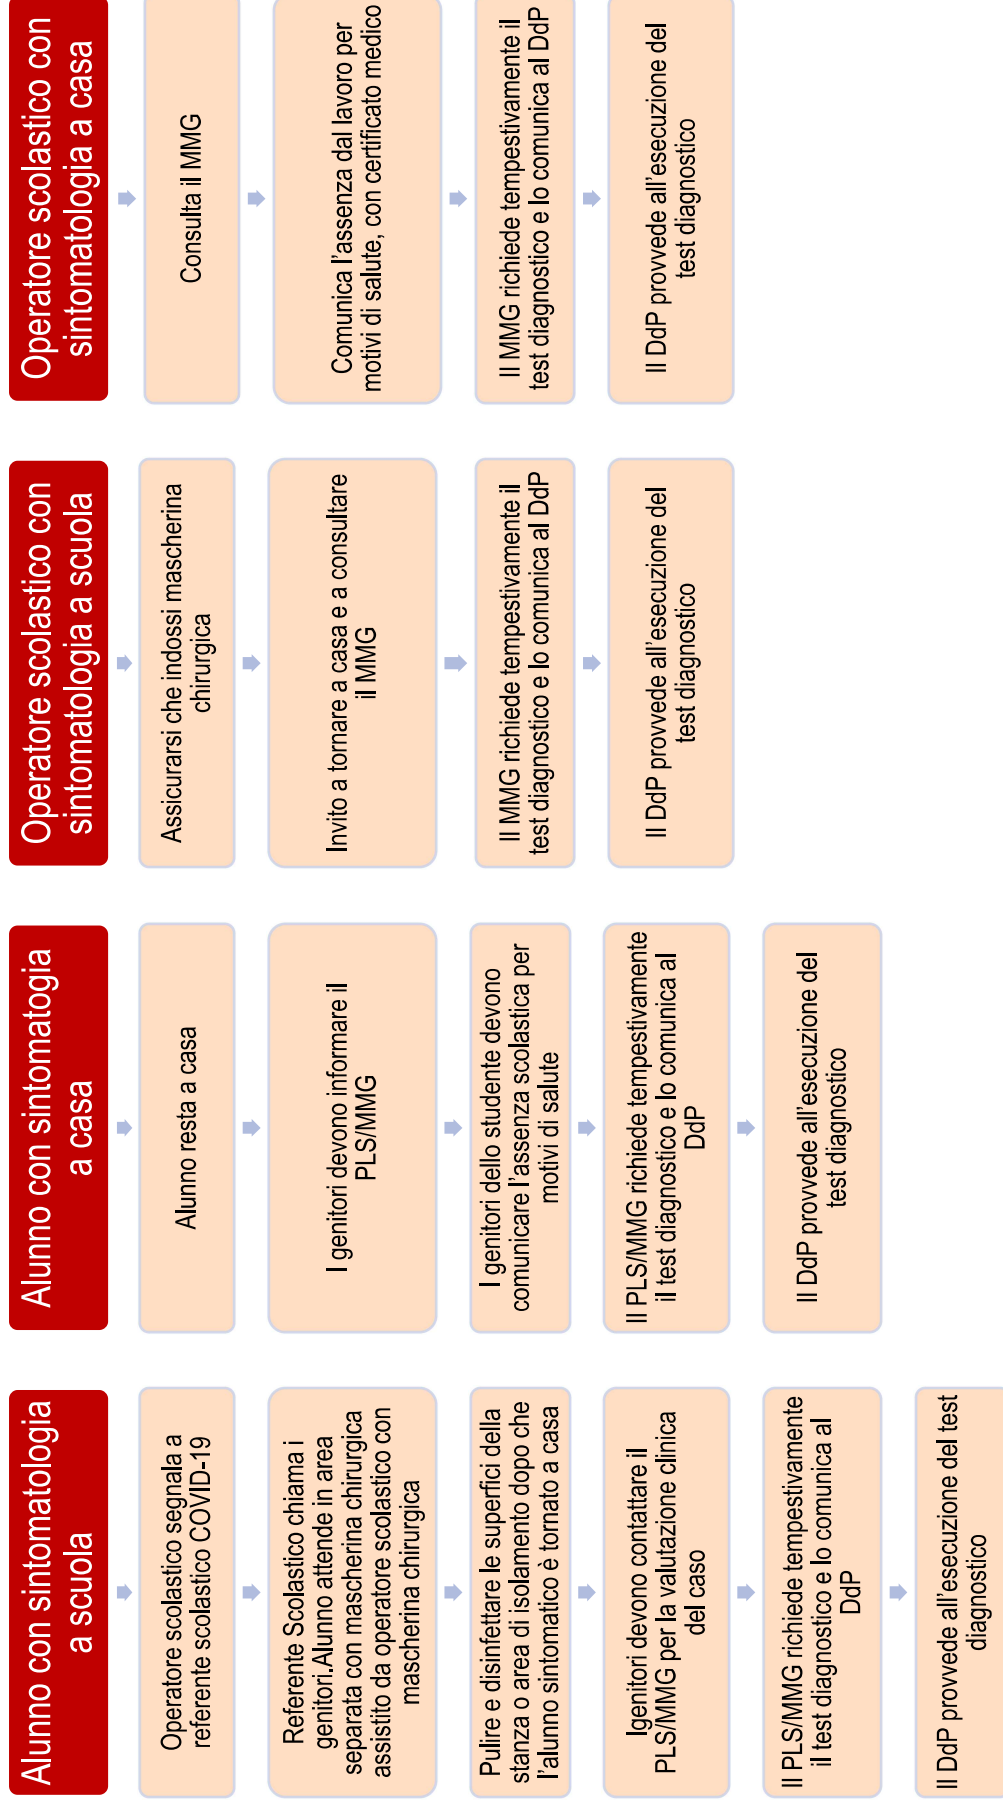 Alunno con sintomatologia
a scuola
Operatore scolastico segnala a
referente scolastico COVID-19
Referente Scolastico chiama i
genitori.Alunno attende in area
separata con mascherina chirurgica
assistito da operatore scolastico con
mascherina chirurgica
Pulire e disinfettare le superfici della
stanza o area di isolamento dopo che
l'alunno sintomatico è tornato a casa
Igenitori devono contattare il
PLS/MMG per la valutazione clinica
del caso
Il PLS/MMG richiede tempestivamente
il test diagnostico e lo comunica al
DdP
Il DdP provvede all'esecuzione del test
diagnostico
Alunno con sintomatogia
a casa
Alunno resta a casa
I genitori devono informare il
PLS/MMG
I genitori dello studente devono
comunicare l'assenza scolastica per
motivi di salute
Il PLS/MMG richiede tempestivamente
il test diagnostico e lo comunica al
DdP
Il DdP provvede all'esecuzione del
test diagnostico
Operatore scolastico con
sintomatologia a scuola
Assicurarsi che indossi mascherina
chirurgica
Invito a tornare a casa e a consultare
il MMG
Il MMG richiede tempestivamente il
test diagnostico e lo comunica al DdP
Il DdP provvede all'esecuzione del
test diagnostico
Operatore scolastico con
sintomatologia a casa
Consulta il MMG
Comunica l'assenza dal lavoro per
motivi di salute, con certificato medico
Il MMG richiede tempestivamente il
test diagnostico e lo comunica al DdP
Il DdP provvede all'esecuzione del
test diagnostico